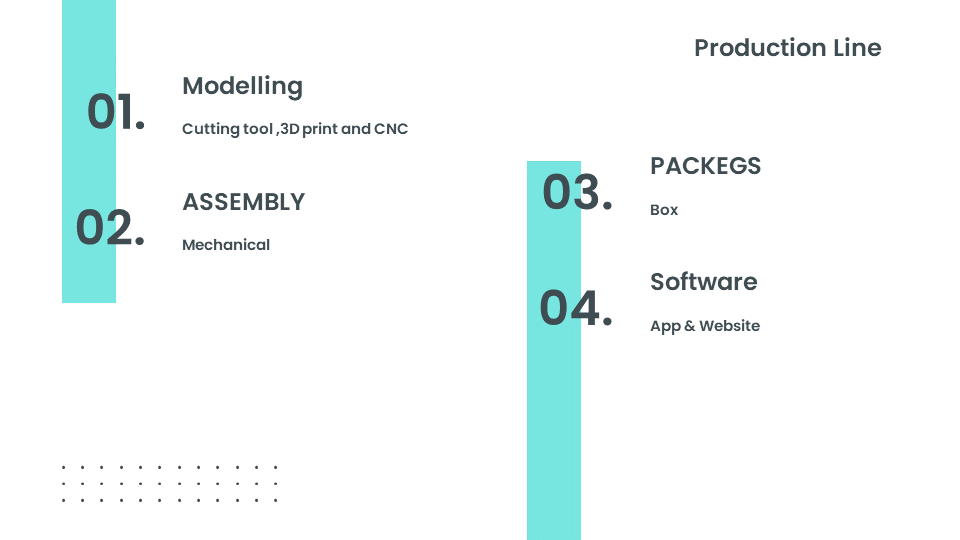 Production Line
01.
Modelling
Cutting tool ,3D print and CNC
02.
ASSEMBLY
Mechanical
03.
PACKEGS
Box
04.
Software
App & Website